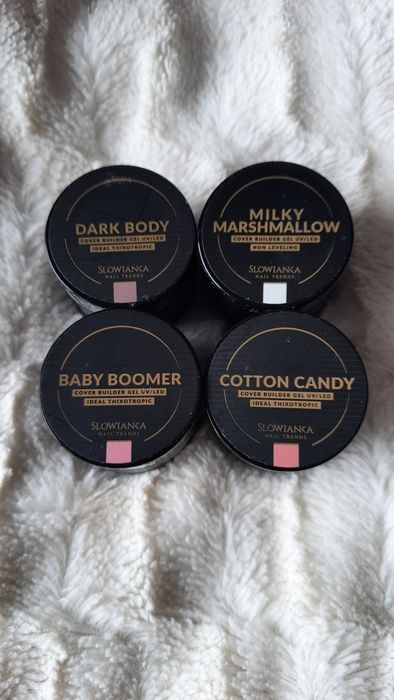 DARK BODY
COVER BUILDER GEL UV/LED
IDEAL THIXOTROPIC
SLOWIANKA
NAIL TRENDS
MILKY
MARSHMALLOW
COVER BUILDER GEL UV/LED
NON LEVELING
SLOWIANKA
NAIL TRENDS
BABY BOOMER
COVER BUILDER GEL UV/LED
IDEAL THIXOTROPIC
SLOWIANKA
NAIL TRENDS
COTTON CANDY
COVER BUILDER GEL UV/LED
IDEAL THIXOTROPIC
SLOWIANKA
NAIL TRENDS